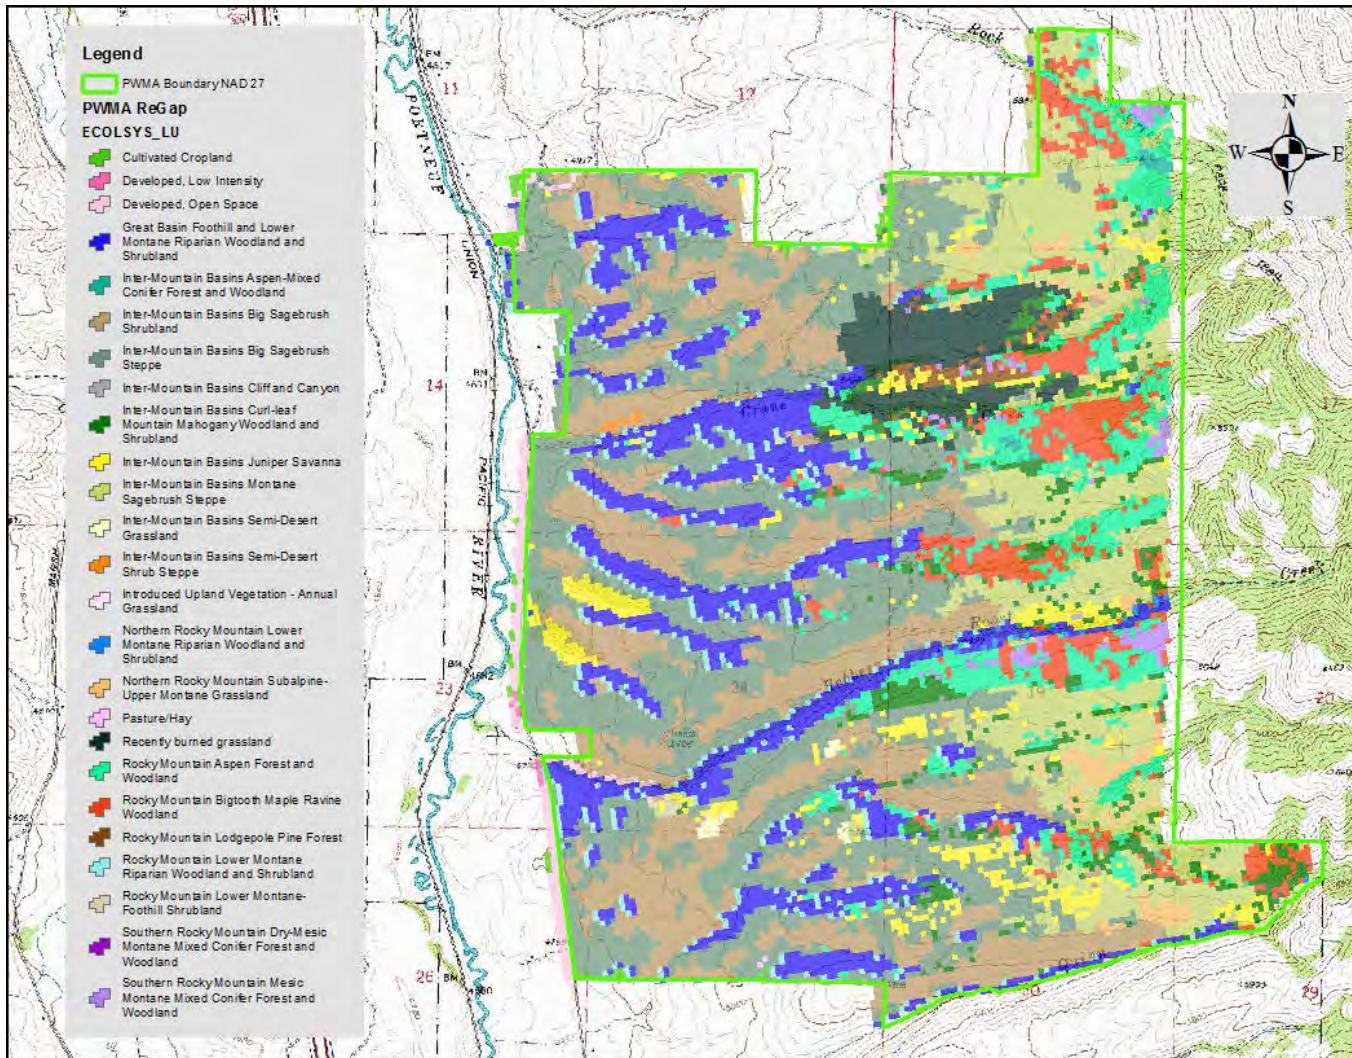 Legend
PWMA Boundary NAD 27
PWMA ReGap
ECOLSYS_LU
Cultivated Cropland
Developed, Low Intensity
Developed, Open Space
Great Basin Foothill and Lower
Montane Riparian Woodland and
Shrubland
Inter-Mountain Basins Aspen-Mixed
Conifer Forest and Woodland
Inter-Mountain Basins Big Sagebrush
Shrubland
Inter-Mountain Basins Big Sagebrush
Steppe
Inter-Mountain Basins Cliff and Canyon
Inter-Mountain Basins Curl-leaf
Mountain Mahogany Woodland and
Shrubland
Inter-Mountain Basins Juniper Savanna
Inter-Mountain Basins Montane
Sagebrush Steppe
Inter-Mountain Basins Semi-Desert
Grassland
Inter-Mountain Basins Semi-Desert
Shrub Steppe
Introduced Upland Vegetation - Annual
Grassland
Northern Rocky Mountain Lower
Montane Riparian Woodland and
Shrubland
Northern Rocky Mountain Subalpine-
Upper Montane Grassland
Pasture/Hay
Recently burned grassland
Rocky Mountain Aspen Forest and
Woodland
Rocky Mountain Bigtooth Maple Ravine
Woodland
Rocky Mountain Lodgepole Pine Forest
Rocky Mountain Lower Montane
Riparian Woodland and Shrubland
Rocky Mountain Lower Montane-
Foothill Shrubland
Southern Rocky Mountain Dry-Mesic
Montane Mixed Conifer Forest and
Woodland
Southern Rocky Mountain Mesic
Montane Mixed Conifer Forest and
Woodland
N
W
E
S
Rock
11
12
BM
4817
PORTNEUF
UNION
14
BM
PACIFIC
RIVER
Crane
Creek
23
BM
24
26
BM
29